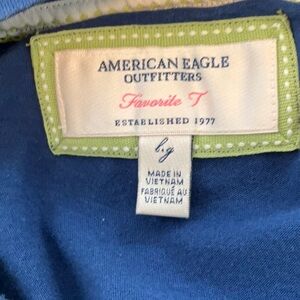 AMERICAN EAGLE
OUTFITTERS
Favorite T
ESTABLISHED 1977
l.g
MADE IN
VIETNAM
FABRIQUÉ AU
VIETNAM